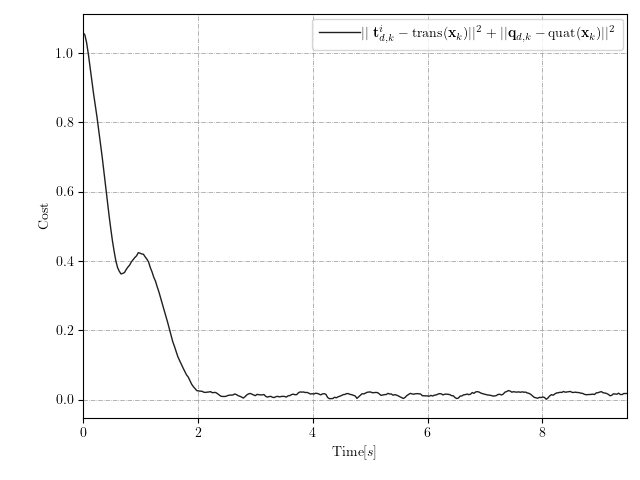 || t^i_{d,k} − trans(x_k)||^2 + ||q_{d,k} − quat(x_k)||^2
1.0
0.8
0.6
0.4
0.2
0.0
Cost
0 2 4 6 8
Time[s]